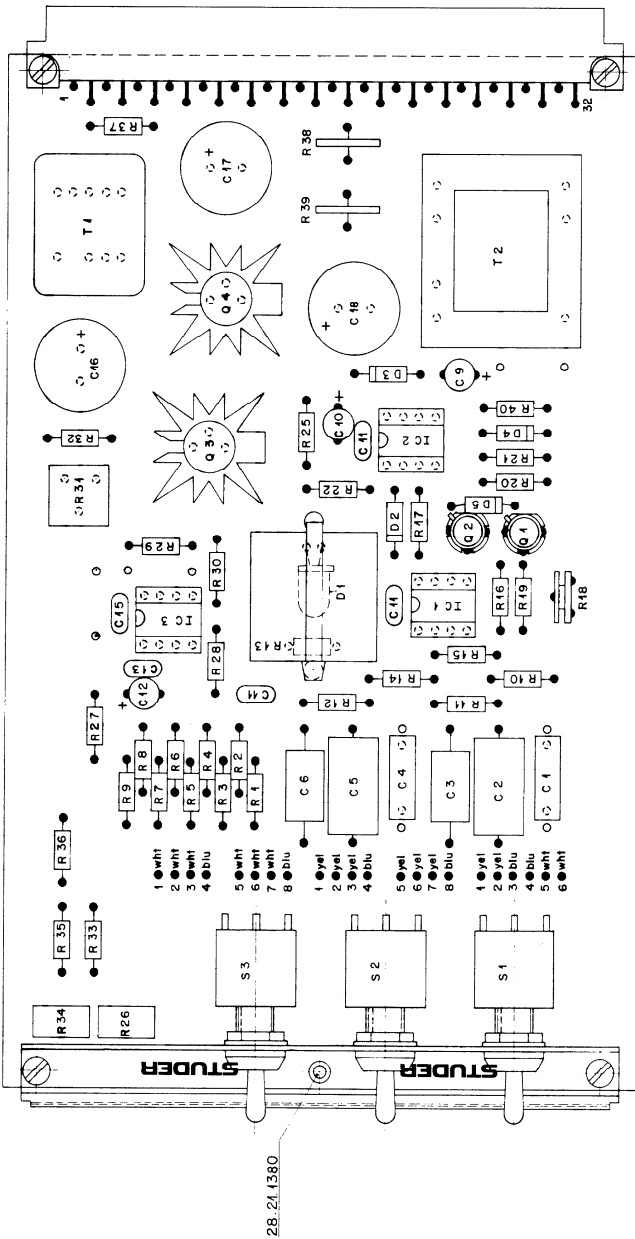 1
32
R37
T1
C17
+
R38
R39
Q4
C16
+
C18
+
T2
R32
R31
Q3
R25
C10
+
C11
IC2
D3
C9
+
R40
D4
R21
R20
R22
D2
R17
D5
Q2
Q1
R29
R30
C15
IC3
C13
C12
+
R28
R13
D1
C11
IC1
R16
R19
R18
R15
R14
R10
R11
R12
C11
R27
R9
R8
R7
R6
R5
R4
R3
R2
R1
C6
C5
C4
C3
C2
C1
R36
R35
R33
1 wht
2 wht
3 wht
4 blu
5 wht
6 wht
7 wht
8 blu
1 yel
2 yel
3 yel
4 blu
5 yel
6 yel
7 yel
8 blu
1 yel
2 yel
3 blu
4 blu
5 wht
6 wht
S3
S2
S1
R34
R26
STUDER
STUDER
28.21.1380